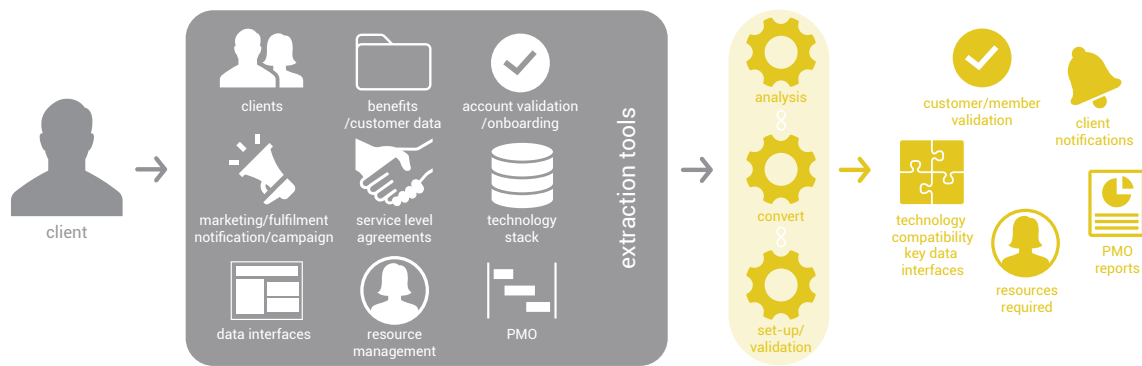 client
clients
benefits
/customer data
account validation
/onboarding
marketing/fulfilment
notification/campaign
service level
agreements
technology
stack
data interfaces
resource
management
PMO
extraction tools
analysis
convert
set-up/
validation
customer/member
validation
client
notifications
technology
compatibility
key data
interfaces
resources
required
PMO
reports